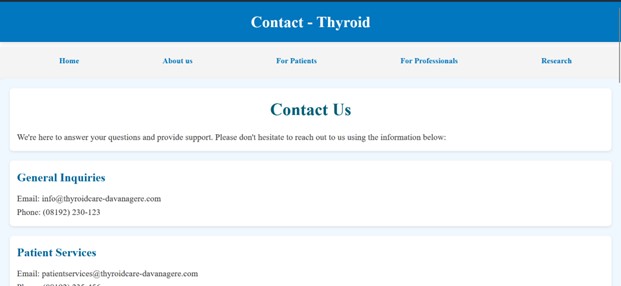 Contact - Thyroid
Home About us For Patients For Professionals Research
Contact Us
We're here to answer your questions and provide support. Please don't hesitate to reach out to us using the information below:
General Inquiries
Email: info@thyroidcare-davanagere.com
Phone: (08192) 230-123
Patient Services
Email: patientservices@thyroidcare-davanagere.com